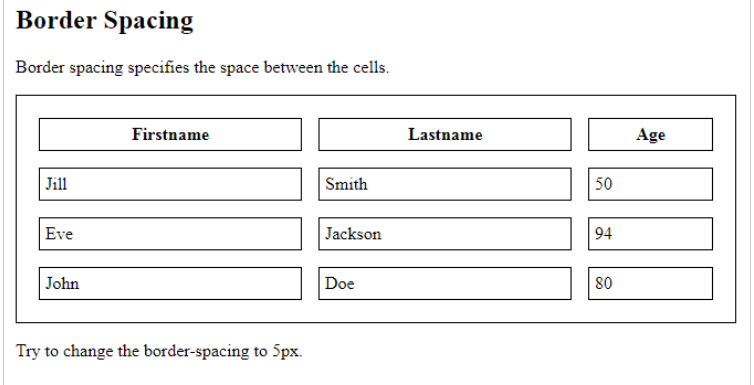 Border Spacing
Border spacing specifies the space between the cells.
Firstname Lastname Age
Jill Smith 50
Eve Jackson 94
John Doe 80
Try to change the border-spacing to 5px.